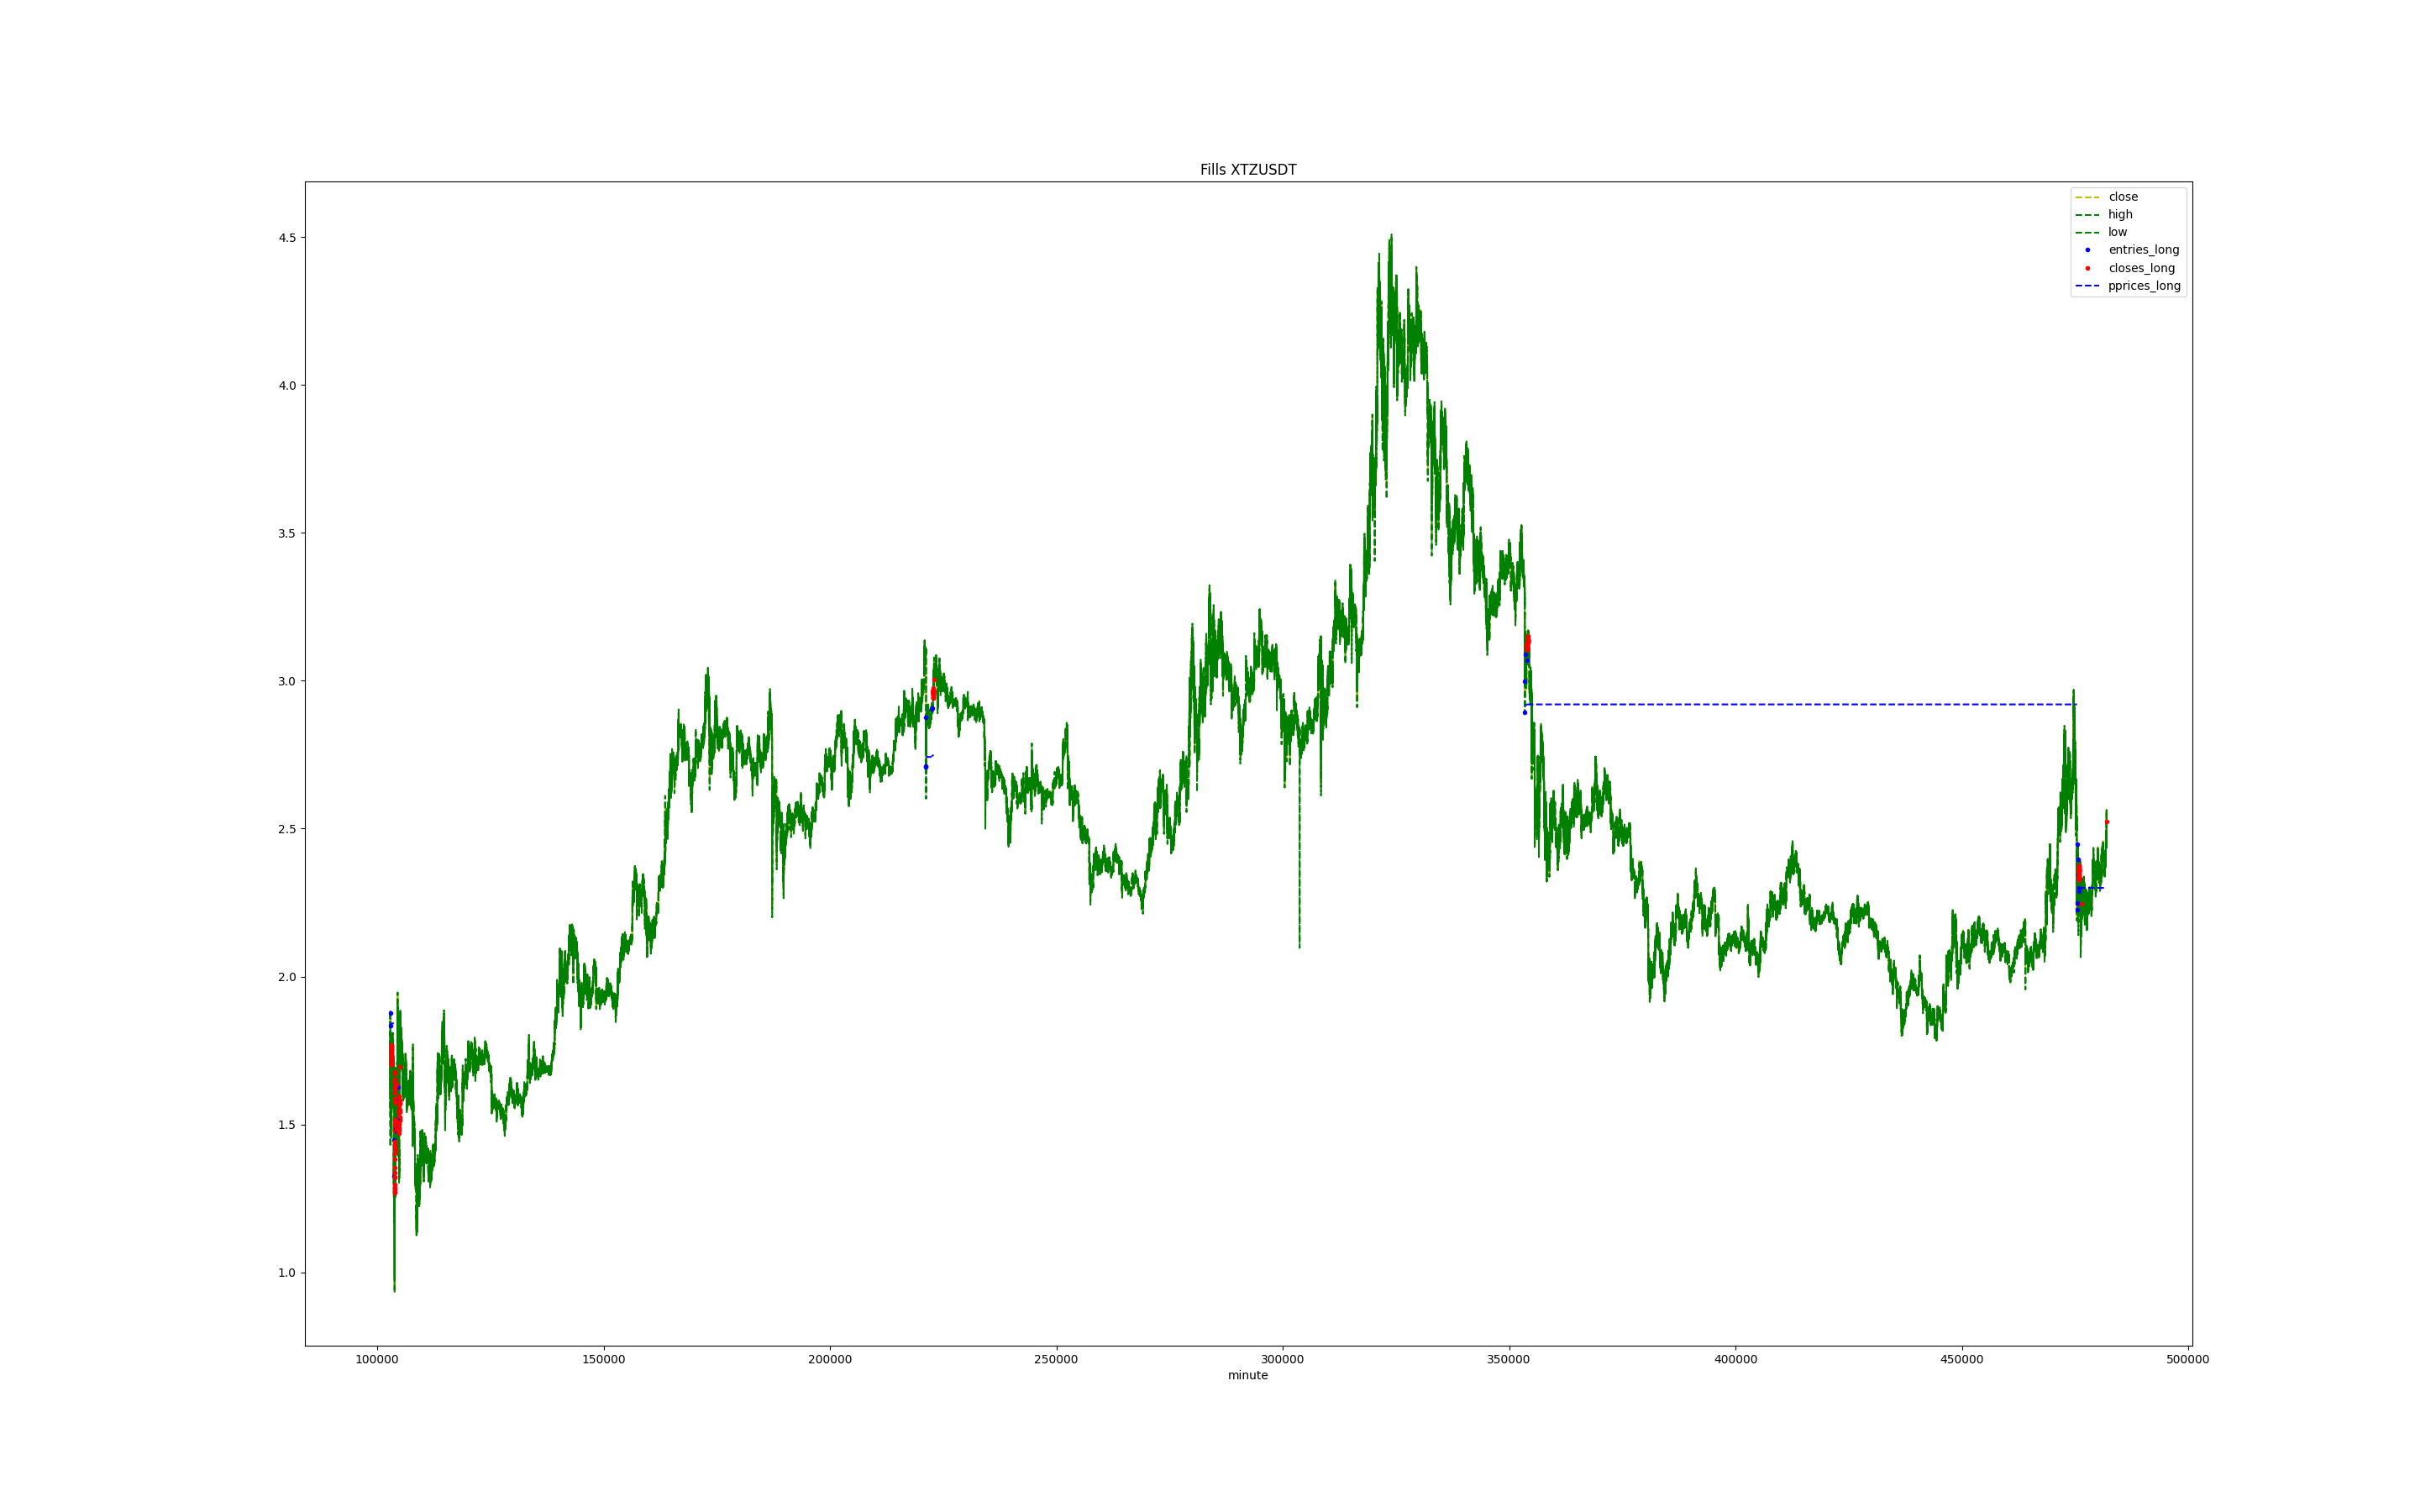 Fills XTZUSDT
close
high
low
entries_long
closes_long
pprices_long
4.5
4.0
3.5
3.0
2.5
2.0
1.5
1.0
100000 150000 200000 250000 300000 350000 400000 450000 500000
minute